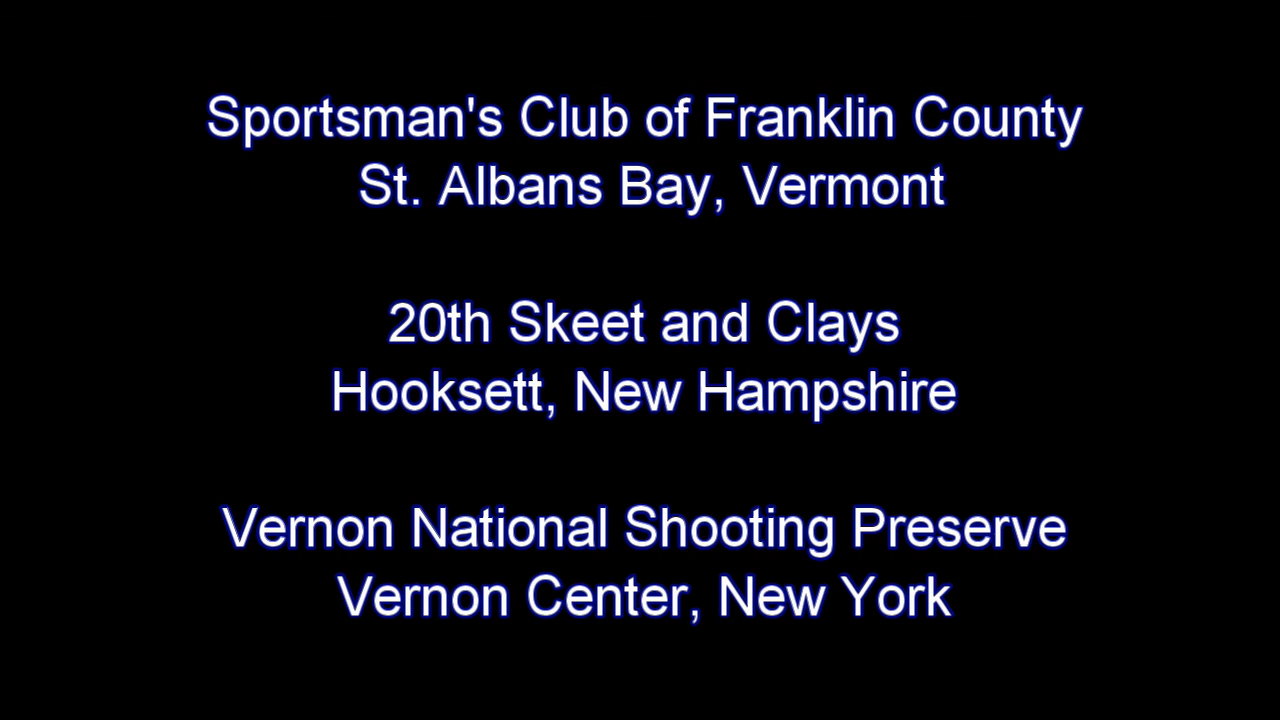 Sportsman's Club of Franklin County
St. Albans Bay, Vermont
20th Skeet and Clays
Hooksett, New Hampshire
Vernon National Shooting Preserve
Vernon Center, New York